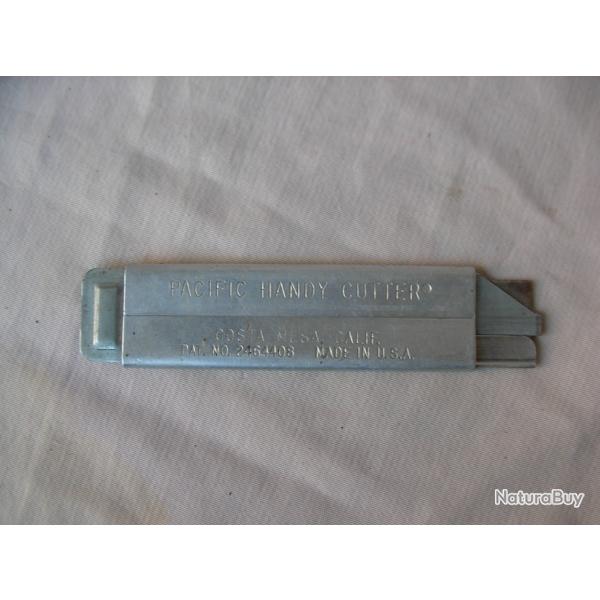 PACIFIC HANDY CUTTER®
COSTA MESA, CALIF.
PAT. NO. 2464408 MADE IN U.S.A.
NaturaBuy